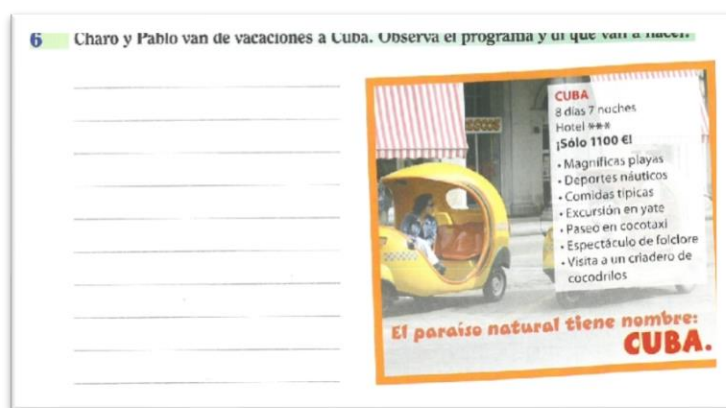 6 Charo y Pablo van de vacaciones a Cuba. Observa el programa y di qué van a hacer.
CUBA
8 días 7 noches
Hotel ***
¡Sólo 1100 €!
• Magníficas playas
• Deportes náuticos
• Comidas típicas
• Excursión en yate
• Paseo en cocotaxi
• Espectáculo de folclore
• Visita a un criadero de
cocodrilos
El paraíso natural tiene nombre:
CUBA.